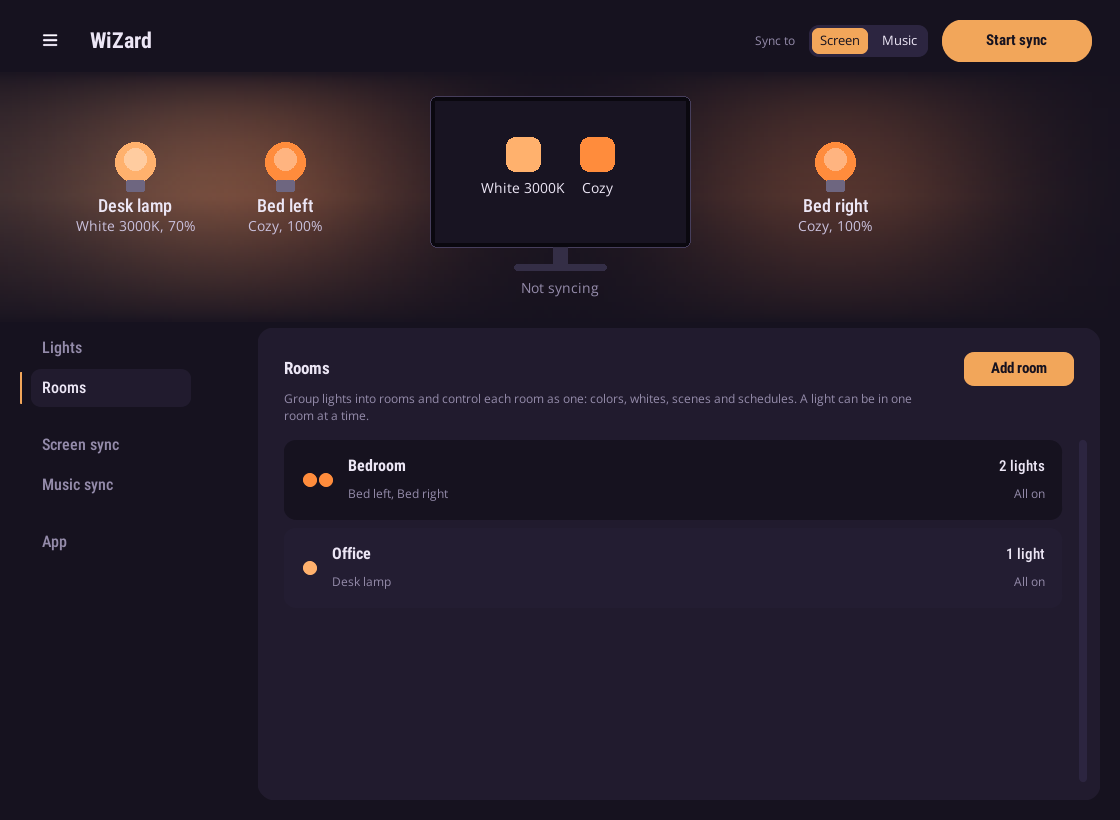 WiZard
Sync to
Screen
Music
Start sync
White 3000K
Cozy
Desk lamp
White 3000K, 70%
Bed left
Cozy, 100%
Bed right
Cozy, 100%
Not syncing
Lights
Rooms
Screen sync
Music sync
App
Rooms
Add room
Group lights into rooms and control each room as one: colors, whites, scenes and schedules. A light can be in one
room at a time.
Bedroom
2 lights
Bed left, Bed right
All on
Office
1 light
Desk lamp
All on